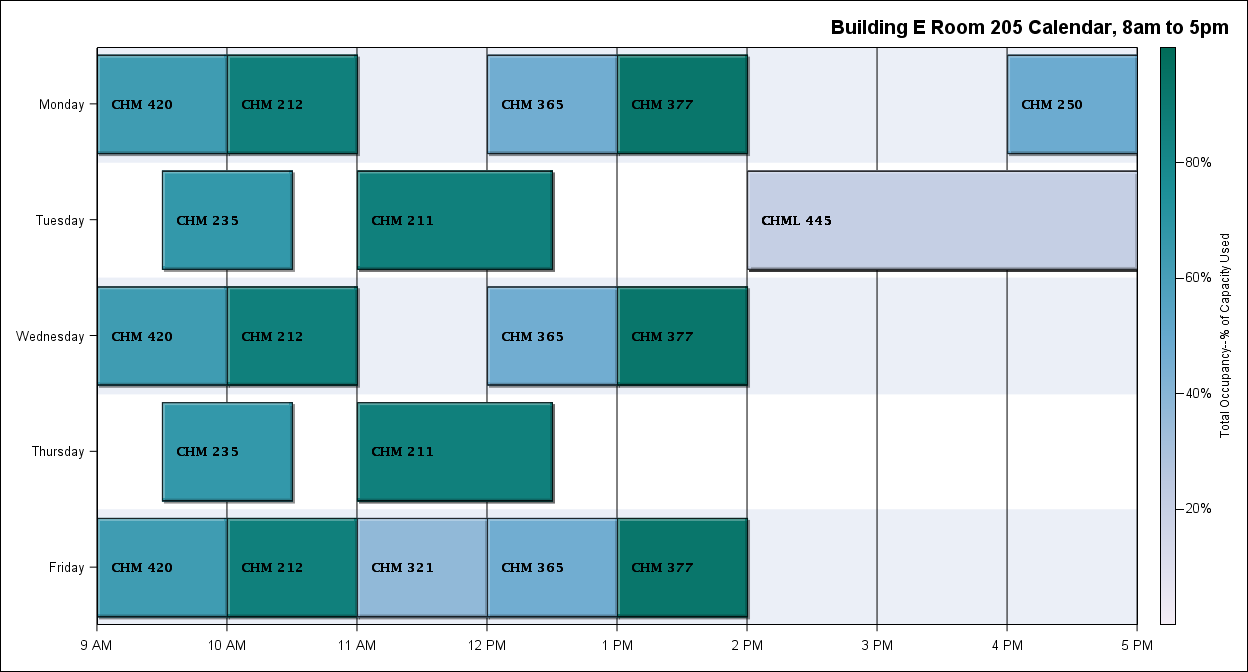 Building E Room 205 Calendar, 8am to 5pm
Monday
CHM 420
CHM 212
CHM 365
CHM 377
CHM 250
Tuesday
CHM 235
CHM 211
CHML 445
Wednesday
CHM 420
CHM 212
CHM 365
CHM 377
Thursday
CHM 235
CHM 211
Friday
CHM 420
CHM 212
CHM 321
CHM 365
CHM 377
9 AM
10 AM
11 AM
12 PM
1 PM
2 PM
3 PM
4 PM
5 PM
80%
60%
40%
20%
Total Occupancy--% of Capacity Used